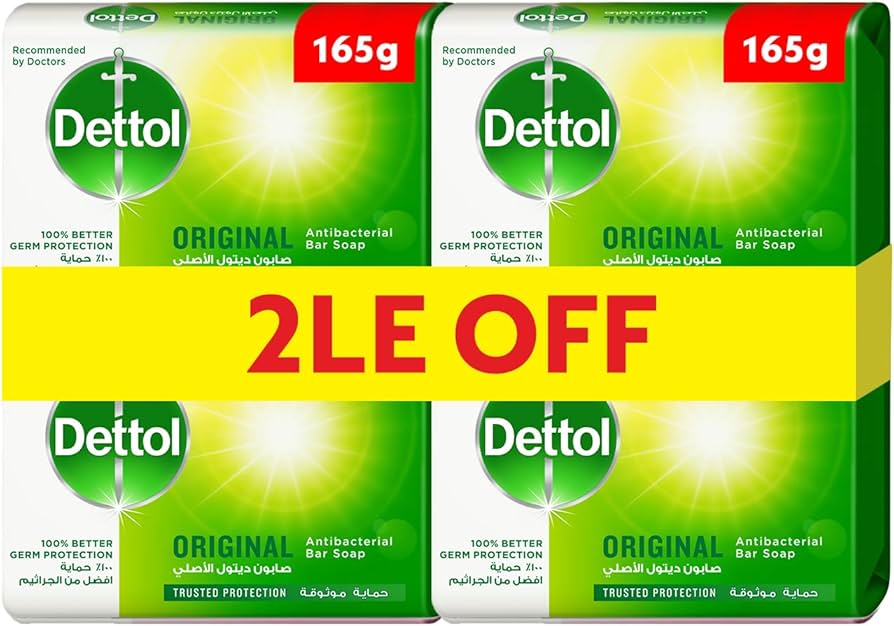 Dettol
ORIGINAL
165g
Recommended
by Doctors
Dettol
100% BETTER
GERM PROTECTION
١٠٠٪ حماية
ORIGINAL
صابون ديتول الأصلي
Antibacterial
Bar Soap
ORIGINAL
165g
Recommended
by Doctors
Dettol
100% BETTER
GERM PROTECTION
١٠٠٪ حماية
ORIGINAL
صابون ديتول الأصلي
Antibacterial
Bar Soap
2LE OFF
Dettol
100% BETTER
GERM PROTECTION
١٠٠٪ حماية
افضل من الجراثيم
ORIGINAL
صابون ديتول الأصلي
Antibacterial
Bar Soap
TRUSTED PROTECTION حماية موثوقة
Dettol
100% BETTER
GERM PROTECTION
١٠٠٪ حماية
افضل من الجراثيم
ORIGINAL
صابون ديتول الأصلي
Antibacterial
Bar Soap
TRUSTED PROTECTION حماية موثوقة